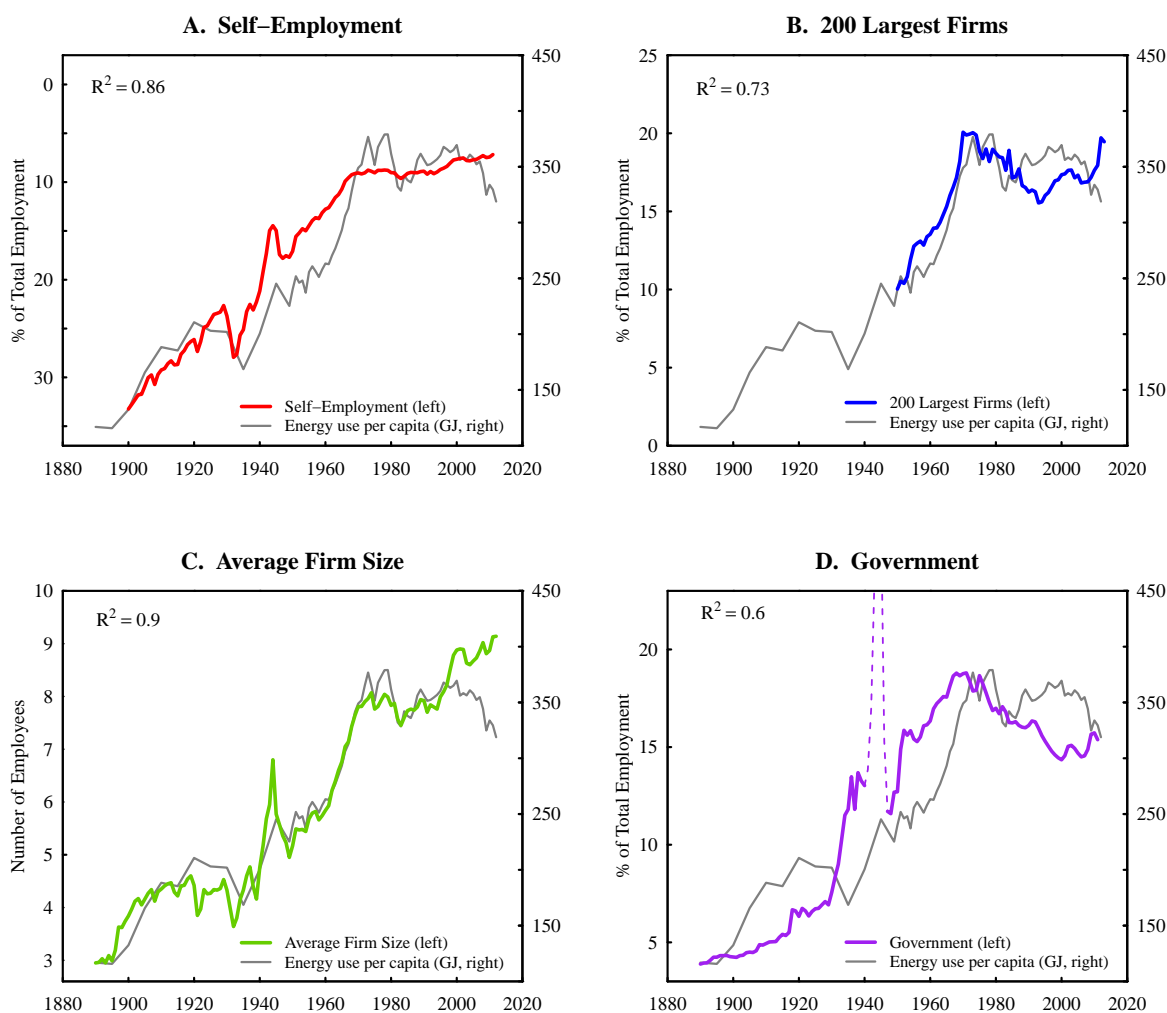 A. Self−Employment
R² = 0.86
% of Total Employment
0
10
20
30
450
350
250
150
Self−Employment (left)
Energy use per capita (GJ, right)
1880 1900 1920 1940 1960 1980 2000 2020
B. 200 Largest Firms
R² = 0.73
% of Total Employment
25
20
15
10
5
0
450
350
250
150
200 Largest Firms (left)
Energy use per capita (GJ, right)
1880 1900 1920 1940 1960 1980 2000 2020
C. Average Firm Size
R² = 0.9
Number of Employees
10
9
8
7
6
5
4
3
450
350
250
150
Average Firm Size (left)
Energy use per capita (GJ, right)
1880 1900 1920 1940 1960 1980 2000 2020
D. Government
R² = 0.6
% of Total Employment
20
15
10
5
450
350
250
150
Government (left)
Energy use per capita (GJ, right)
1880 1900 1920 1940 1960 1980 2000 2020